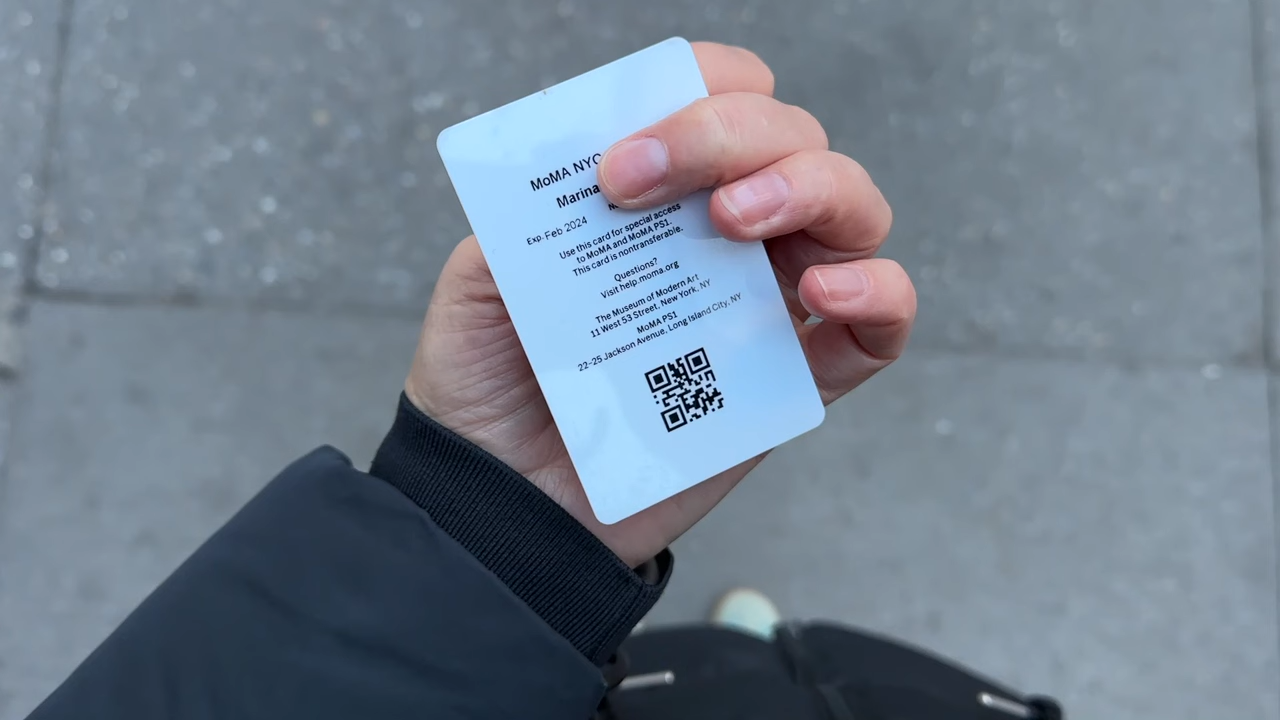 MoMA NYC
Marina
Exp. Feb 2024
Use this card for special access
to MoMA and MoMA PS1.
This card is nontransferable.
Questions?
Visit help.moma.org
The Museum of Modern Art
11 West 53 Street, New York, NY
MoMA PS1
22-25 Jackson Avenue, Long Island City, NY